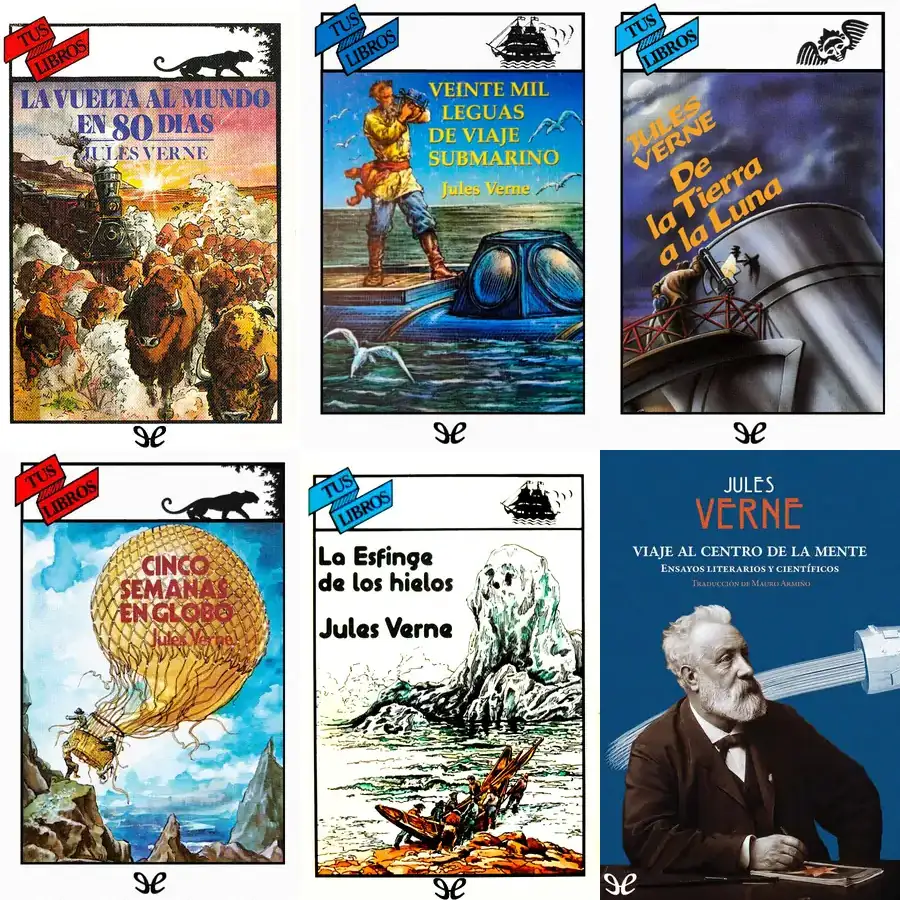 TUS
LIBROS
LA VUELTA AL MUNDO
EN 80 DIAS
JULES VERNE
TUS
LIBROS
VEINTE MIL
LEGUAS
DE VIAJE
SUBMARINO
Jules Verne
TUS
LIBROS
JULES
VERNE
De
la Tierra
a la Luna
TUS
LIBROS
CINCO
SEMANAS
EN GLOBO
Jules Verne
TUS
LIBROS
La Esfinge
de los hielos
Jules Verne
JULES
VERNE
VIAJE AL CENTRO DE LA MENTE
ENSAYOS LITERARIOS Y CIENTÍFICOS
TRADUCCIÓN DE MAURO ARMIÑO